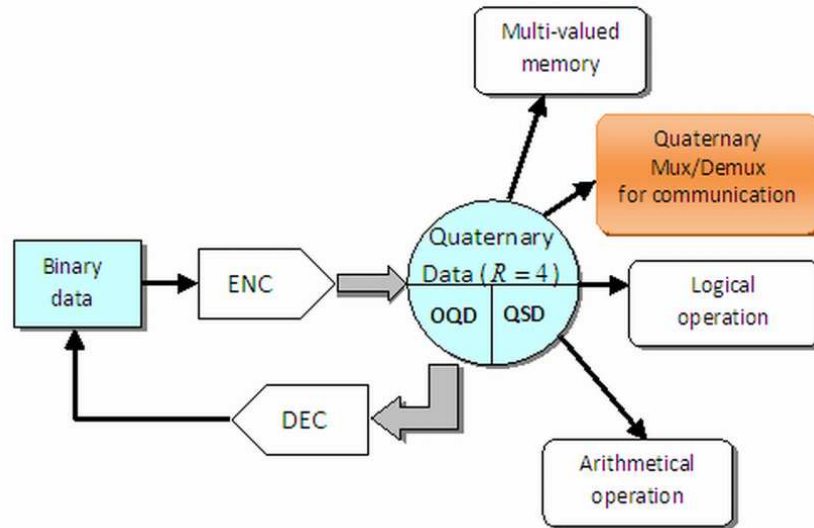 Multi-valued
memory
Quaternary
Mux/Demux
for communication
Quaternary
Data (R = 4)
OQD
QSD
Binary
data
ENC
Logical
operation
DEC
Arithmetical
operation